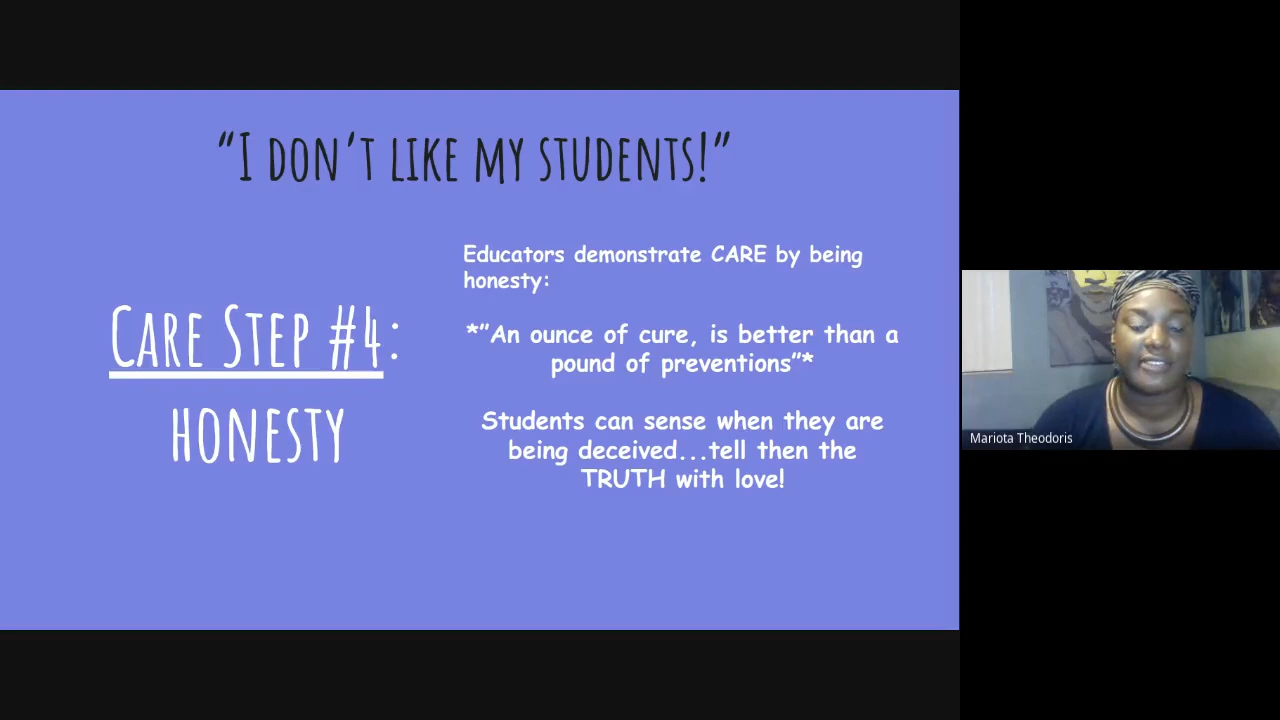 “I don’t like my students!”
Care Step #4:
honesty
Educators demonstrate CARE by being
honesty:
*”An ounce of cure, is better than a
pound of preventions”*
Students can sense when they are
being deceived...tell then the
TRUTH with love!
Mariota Theodoris